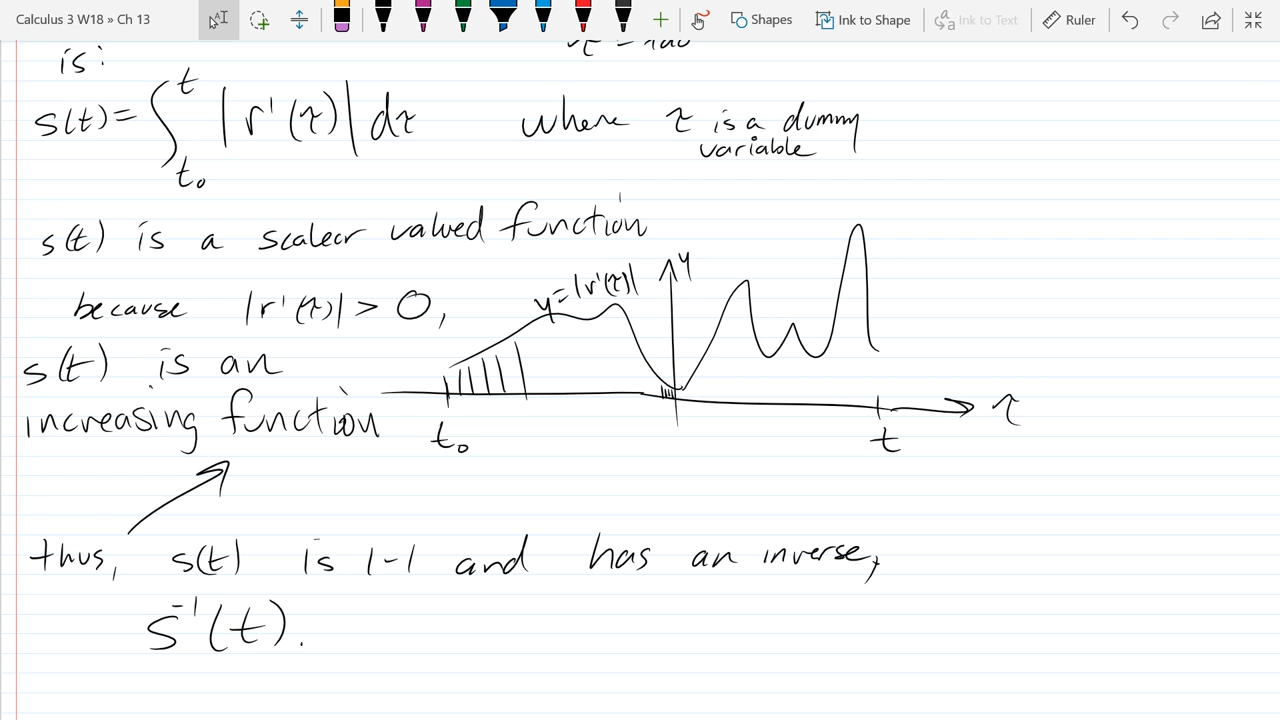 Calculus 3 W18 » Ch 13
Shapes
Ink to Shape
Ink to Text
Ruler
is:
s(t) = ∫ₜ₀ᵗ |r'(τ)| dτ where τ is a dummy
variable
s(t) is a scalar valued function
because |r'(τ)| > 0,
y = |r'(τ)|
y
s(t) is an
increasing function
t₀
t
τ
thus, s(t) is 1-1 and has an inverse,
s⁻¹(t).